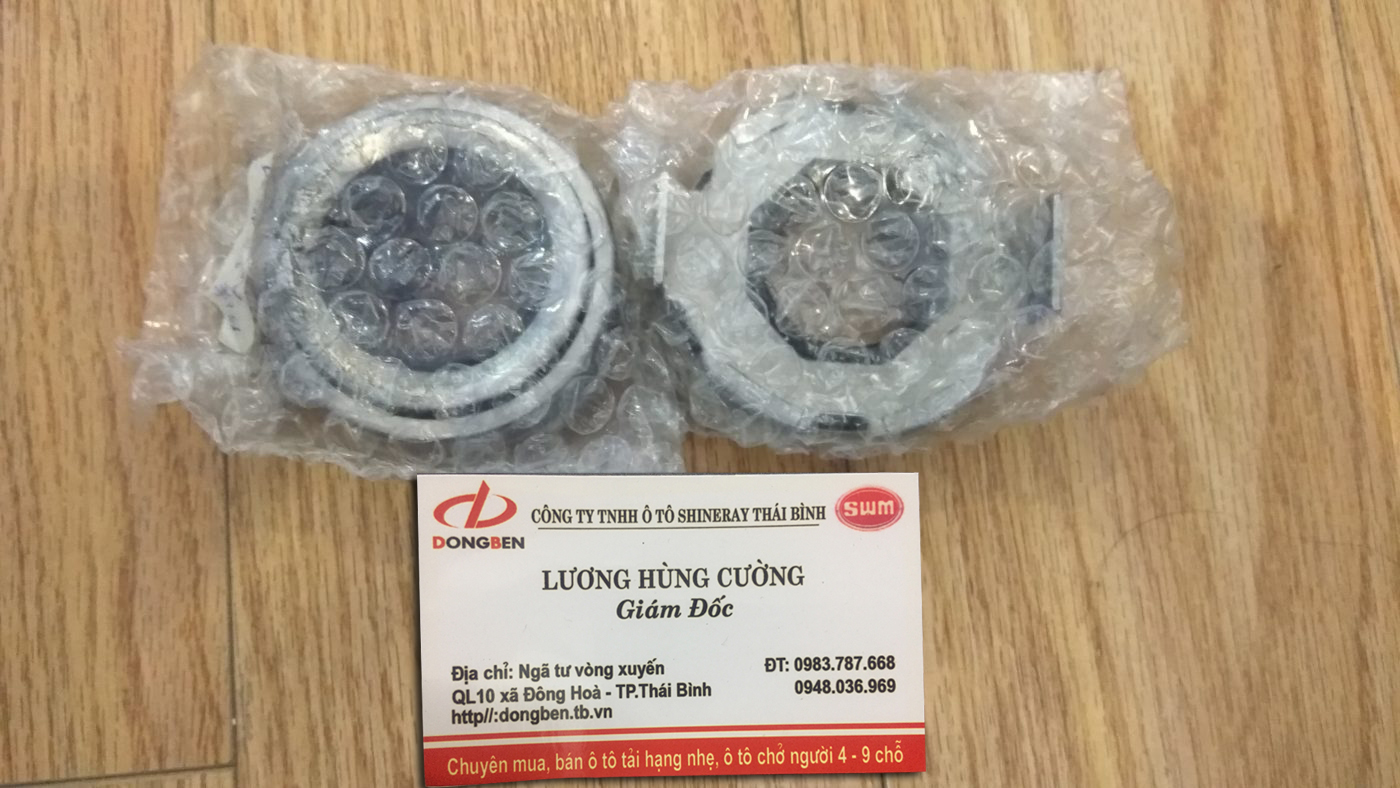 DONGBEN
CÔNG TY TNHH Ô TÔ SHINERAY THÁI BÌNH
SWM
LƯƠNG HÙNG CƯỜNG
Giám Đốc
Địa chỉ: Ngã tư vòng xuyến
QL10 xã Đông Hoà - TP.Thái Bình
http//:dongben.tb.vn
ĐT: 0983.787.668
0948.036.969
Chuyên mua, bán ô tô tải hạng nhẹ, ô tô chở người 4 - 9 chỗ